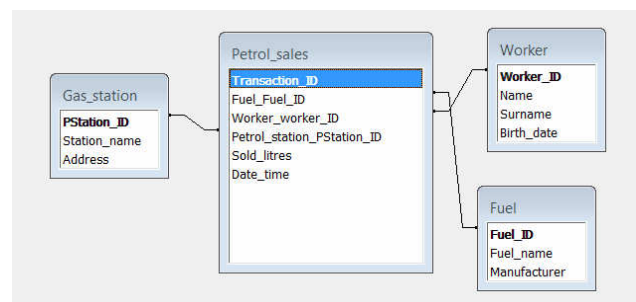 Gas_station
PStation_ID
Station_name
Address
Petrol_sales
Transaction_ID
Fuel_Fuel_ID
Worker_worker_ID
Petrol_station_PStation_ID
Sold_litres
Date_time
Worker
Worker_ID
Name
Surname
Birth_date
Fuel
Fuel_ID
Fuel_name
Manufacturer